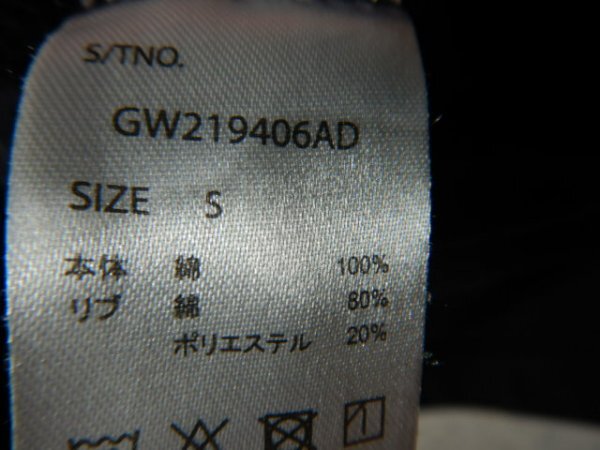 S/TNO.
GW219406AD
SIZE S
本体 綿 100%
リブ 綿 80%
ポリエステル 20%